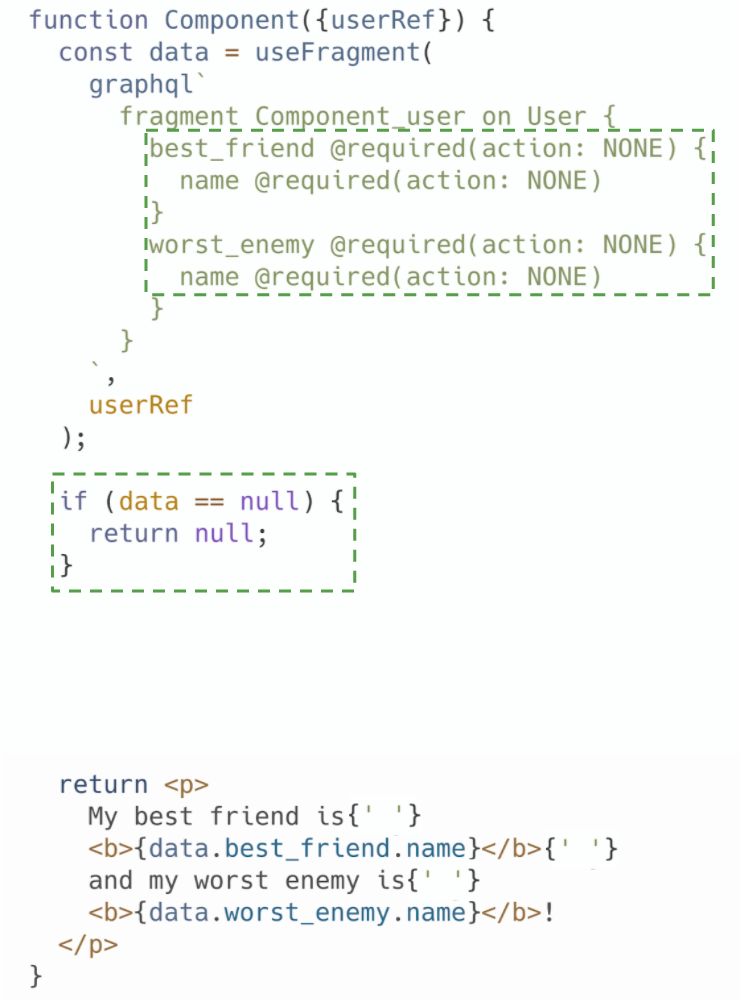 function Component({userRef}) {
  const data = useFragment(
    graphql`
      fragment Component_user on User {
        best_friend @required(action: NONE) {
          name @required(action: NONE)
        }
        worst_enemy @required(action: NONE) {
          name @required(action: NONE)
        }
      }
    `,
    userRef
  );
  if (data == null) {
    return null;
  }
  return <p>
    My best friend is{' '}
    <b>{data.best_friend.name}</b>{' '}
    and my worst enemy is{' '}
    <b>{data.worst_enemy.name}</b>!
  </p>
}